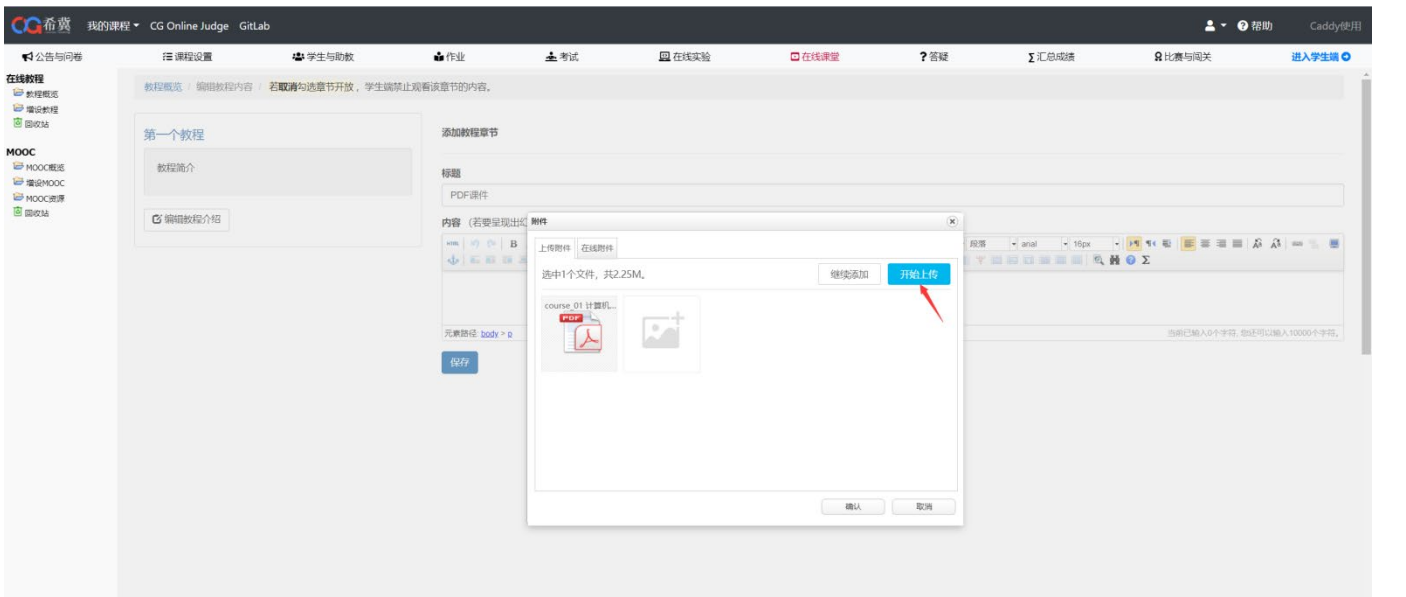 CG希冀 我的课程 CG Online Judge GitLab 帮助 Caddy使用
公告与问卷 课程设置 学生与助教 作业 考试 在线实验 在线课堂 答疑 汇总成绩 比赛与闯关 进入学生端
在线教程
教程概览
增设教程
回收站
MOOC
MOOC概览
增设MOOC
MOOC资源
回收站
教程概览 / 编辑教程内容 / 若取消勾选章节开放，学生端禁止观看该章节的内容。
第一个教程
教程简介
编辑教程介绍
添加教程章节
标题
PDF课件
内容（若要呈现出
HTML B 段落 arial 16px
元素路径: body > p
当前已输入0个字符, 您还可以输入10000个字符。
保存
附件
上传附件 在线附件
选中1个文件，共2.25M。 继续添加 开始上传
course_01 计算机...
PDF
确认 取消